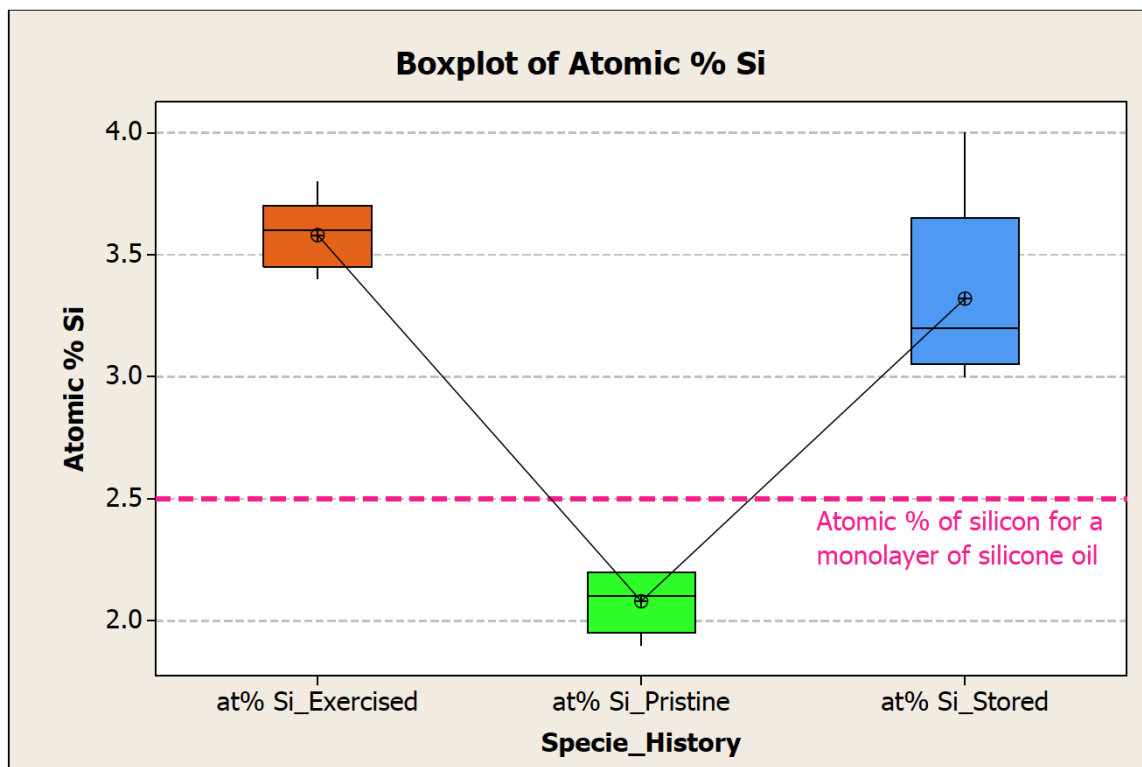 Boxplot of Atomic % Si
4.0
3.5
3.0
2.5
2.0
Atomic % Si
Atomic % of silicon for a
monolayer of silicone oil
at% Si_Exercised
at% Si_Pristine
at% Si_Stored
Specie_History